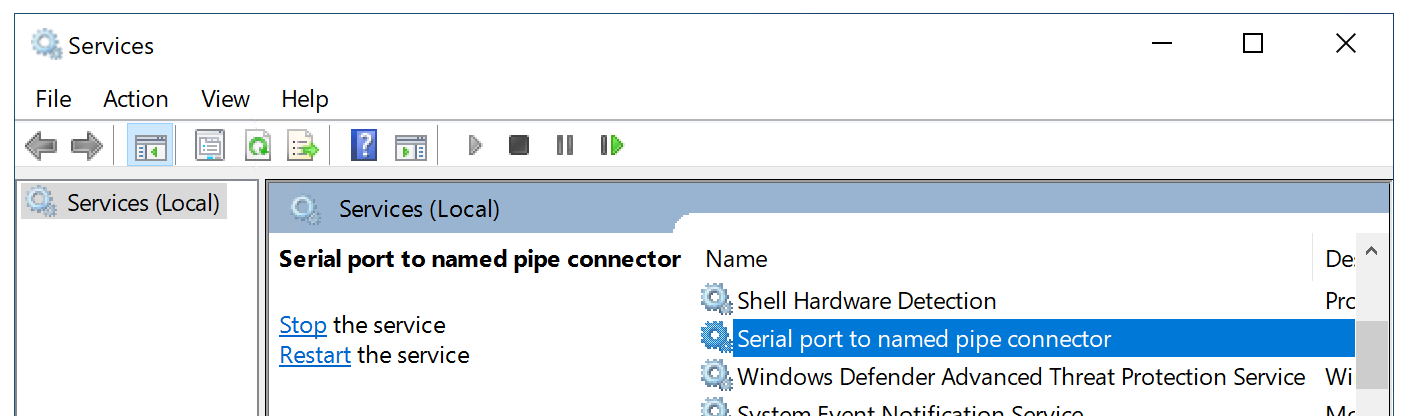 Services
File Action View Help
Services (Local)
Services (Local)
Serial port to named pipe connector
Stop the service
Restart the service
Name
Shell Hardware Detection
Pro
Serial port to named pipe connector
Windows Defender Advanced Threat Protection Service
Wi
System Event Notification Service